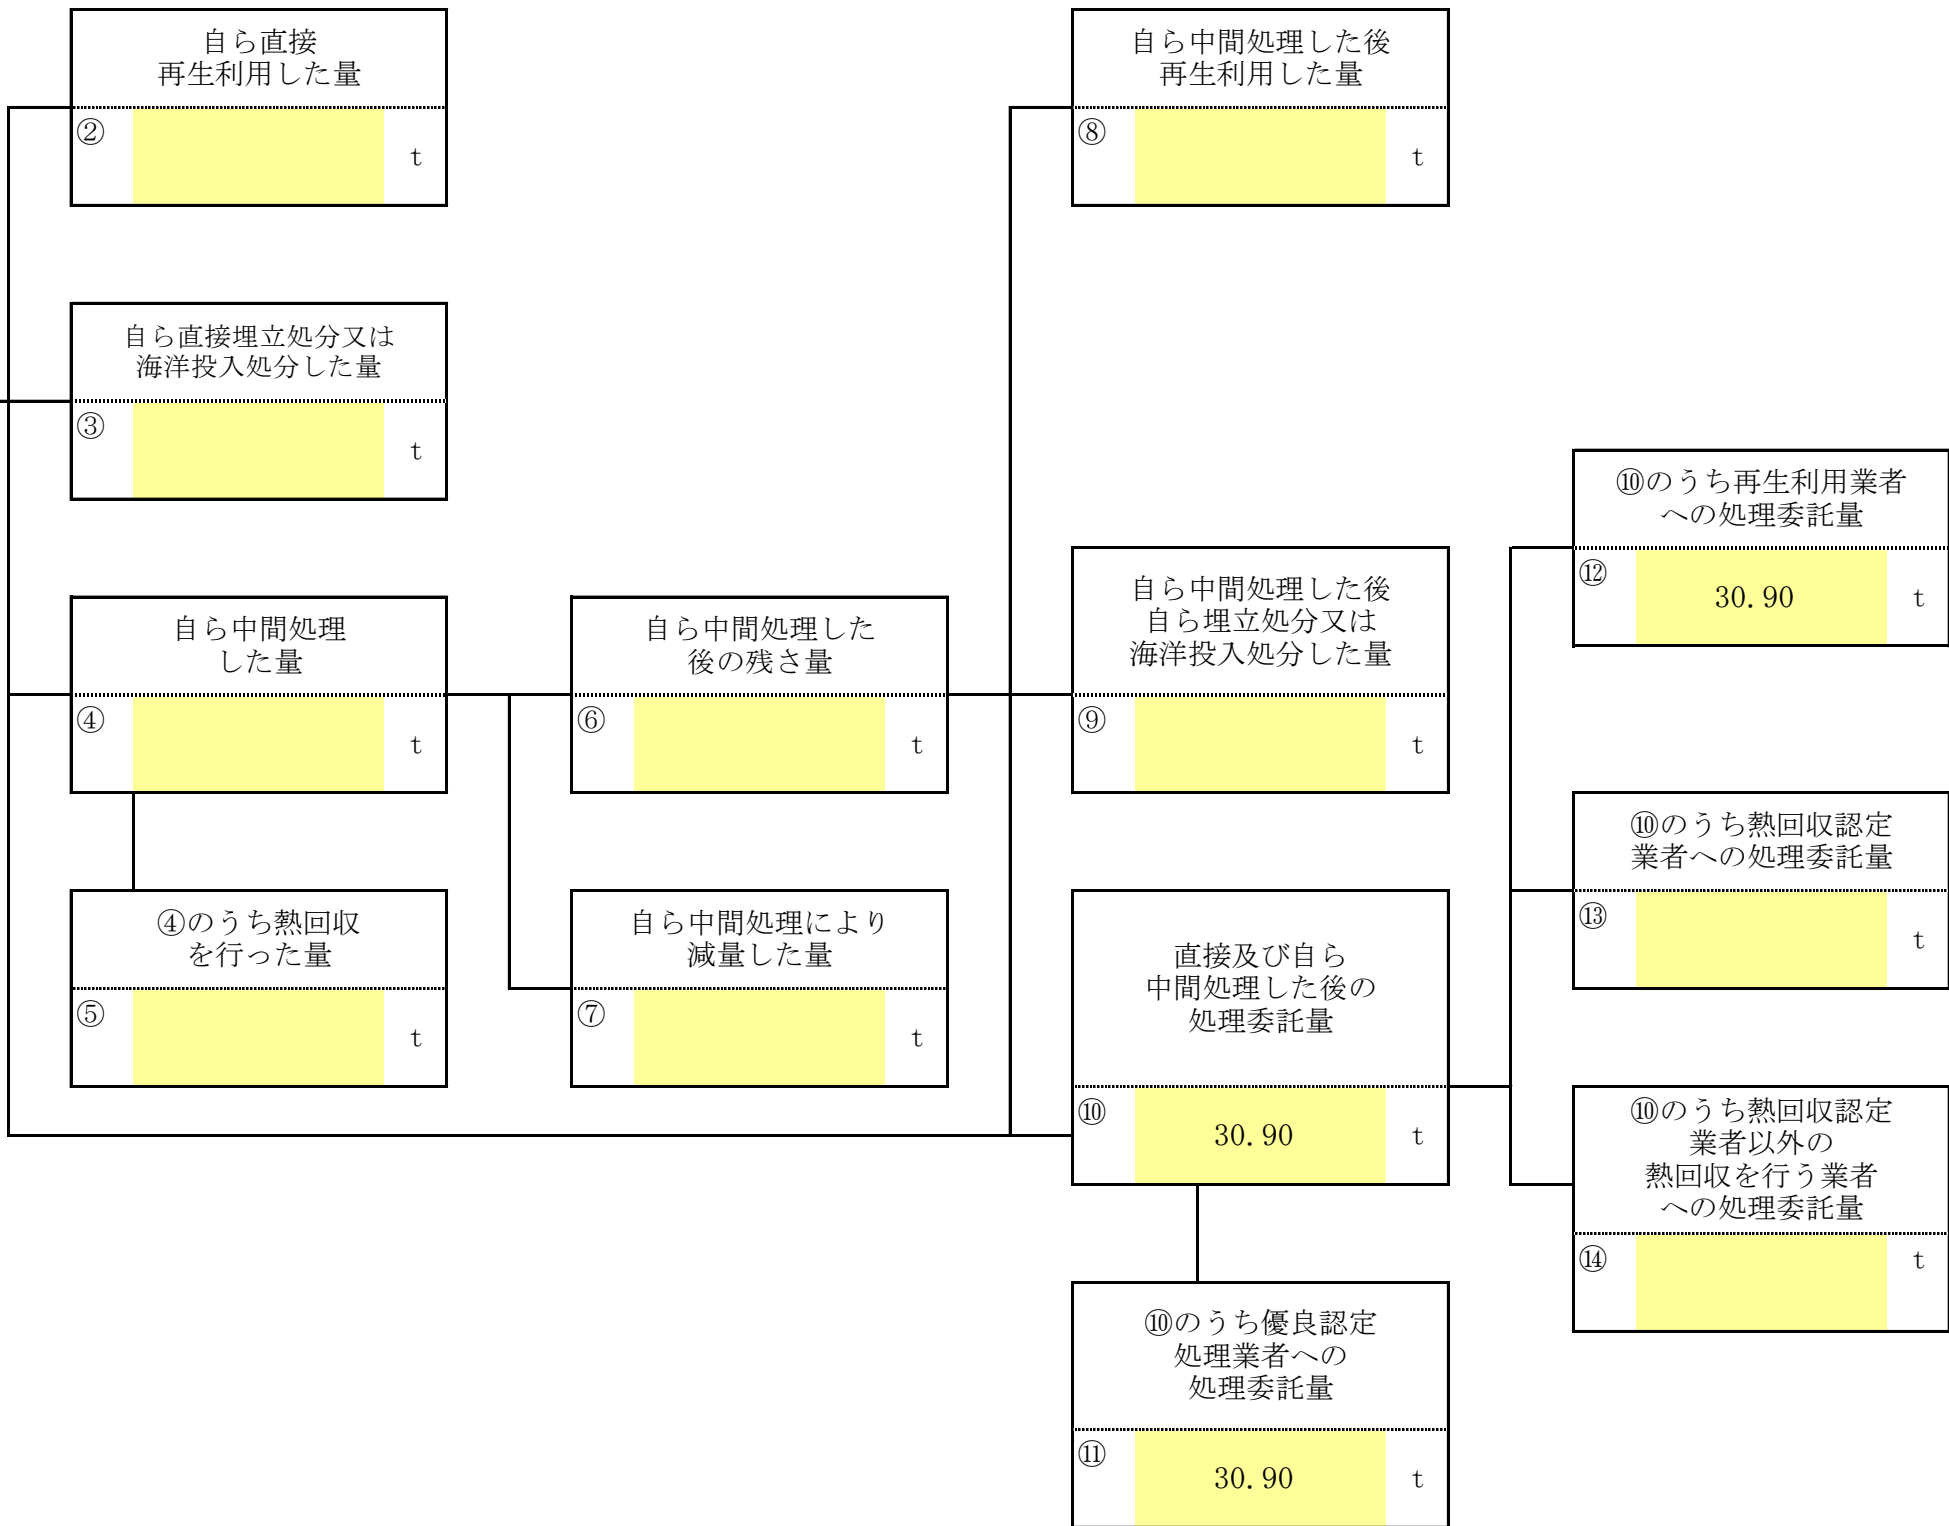 自ら直接
再生利用した量
②
t
自ら中間処理した後
再生利用した量
⑧
t
自ら直接埋立処分又は
海洋投入処分した量
③
t
⑩のうち再生利用業者
への処理委託量
⑫
30.90
t
自ら中間処理
した量
④
t
自ら中間処理した
後の残さ量
⑥
t
自ら中間処理した後
自ら埋立処分又は
海洋投入処分した量
⑨
t
⑩のうち熱回収認定
業者への処理委託量
⑬
t
④のうち熱回収
を行った量
⑤
t
自ら中間処理により
減量した量
⑦
t
直接及び自ら
中間処理した後の
処理委託量
⑩
30.90
t
⑩のうち熱回収認定
業者以外の
熱回収を行う業者
への処理委託量
⑭
t
⑩のうち優良認定
処理業者への
処理委託量
⑪
30.90
t